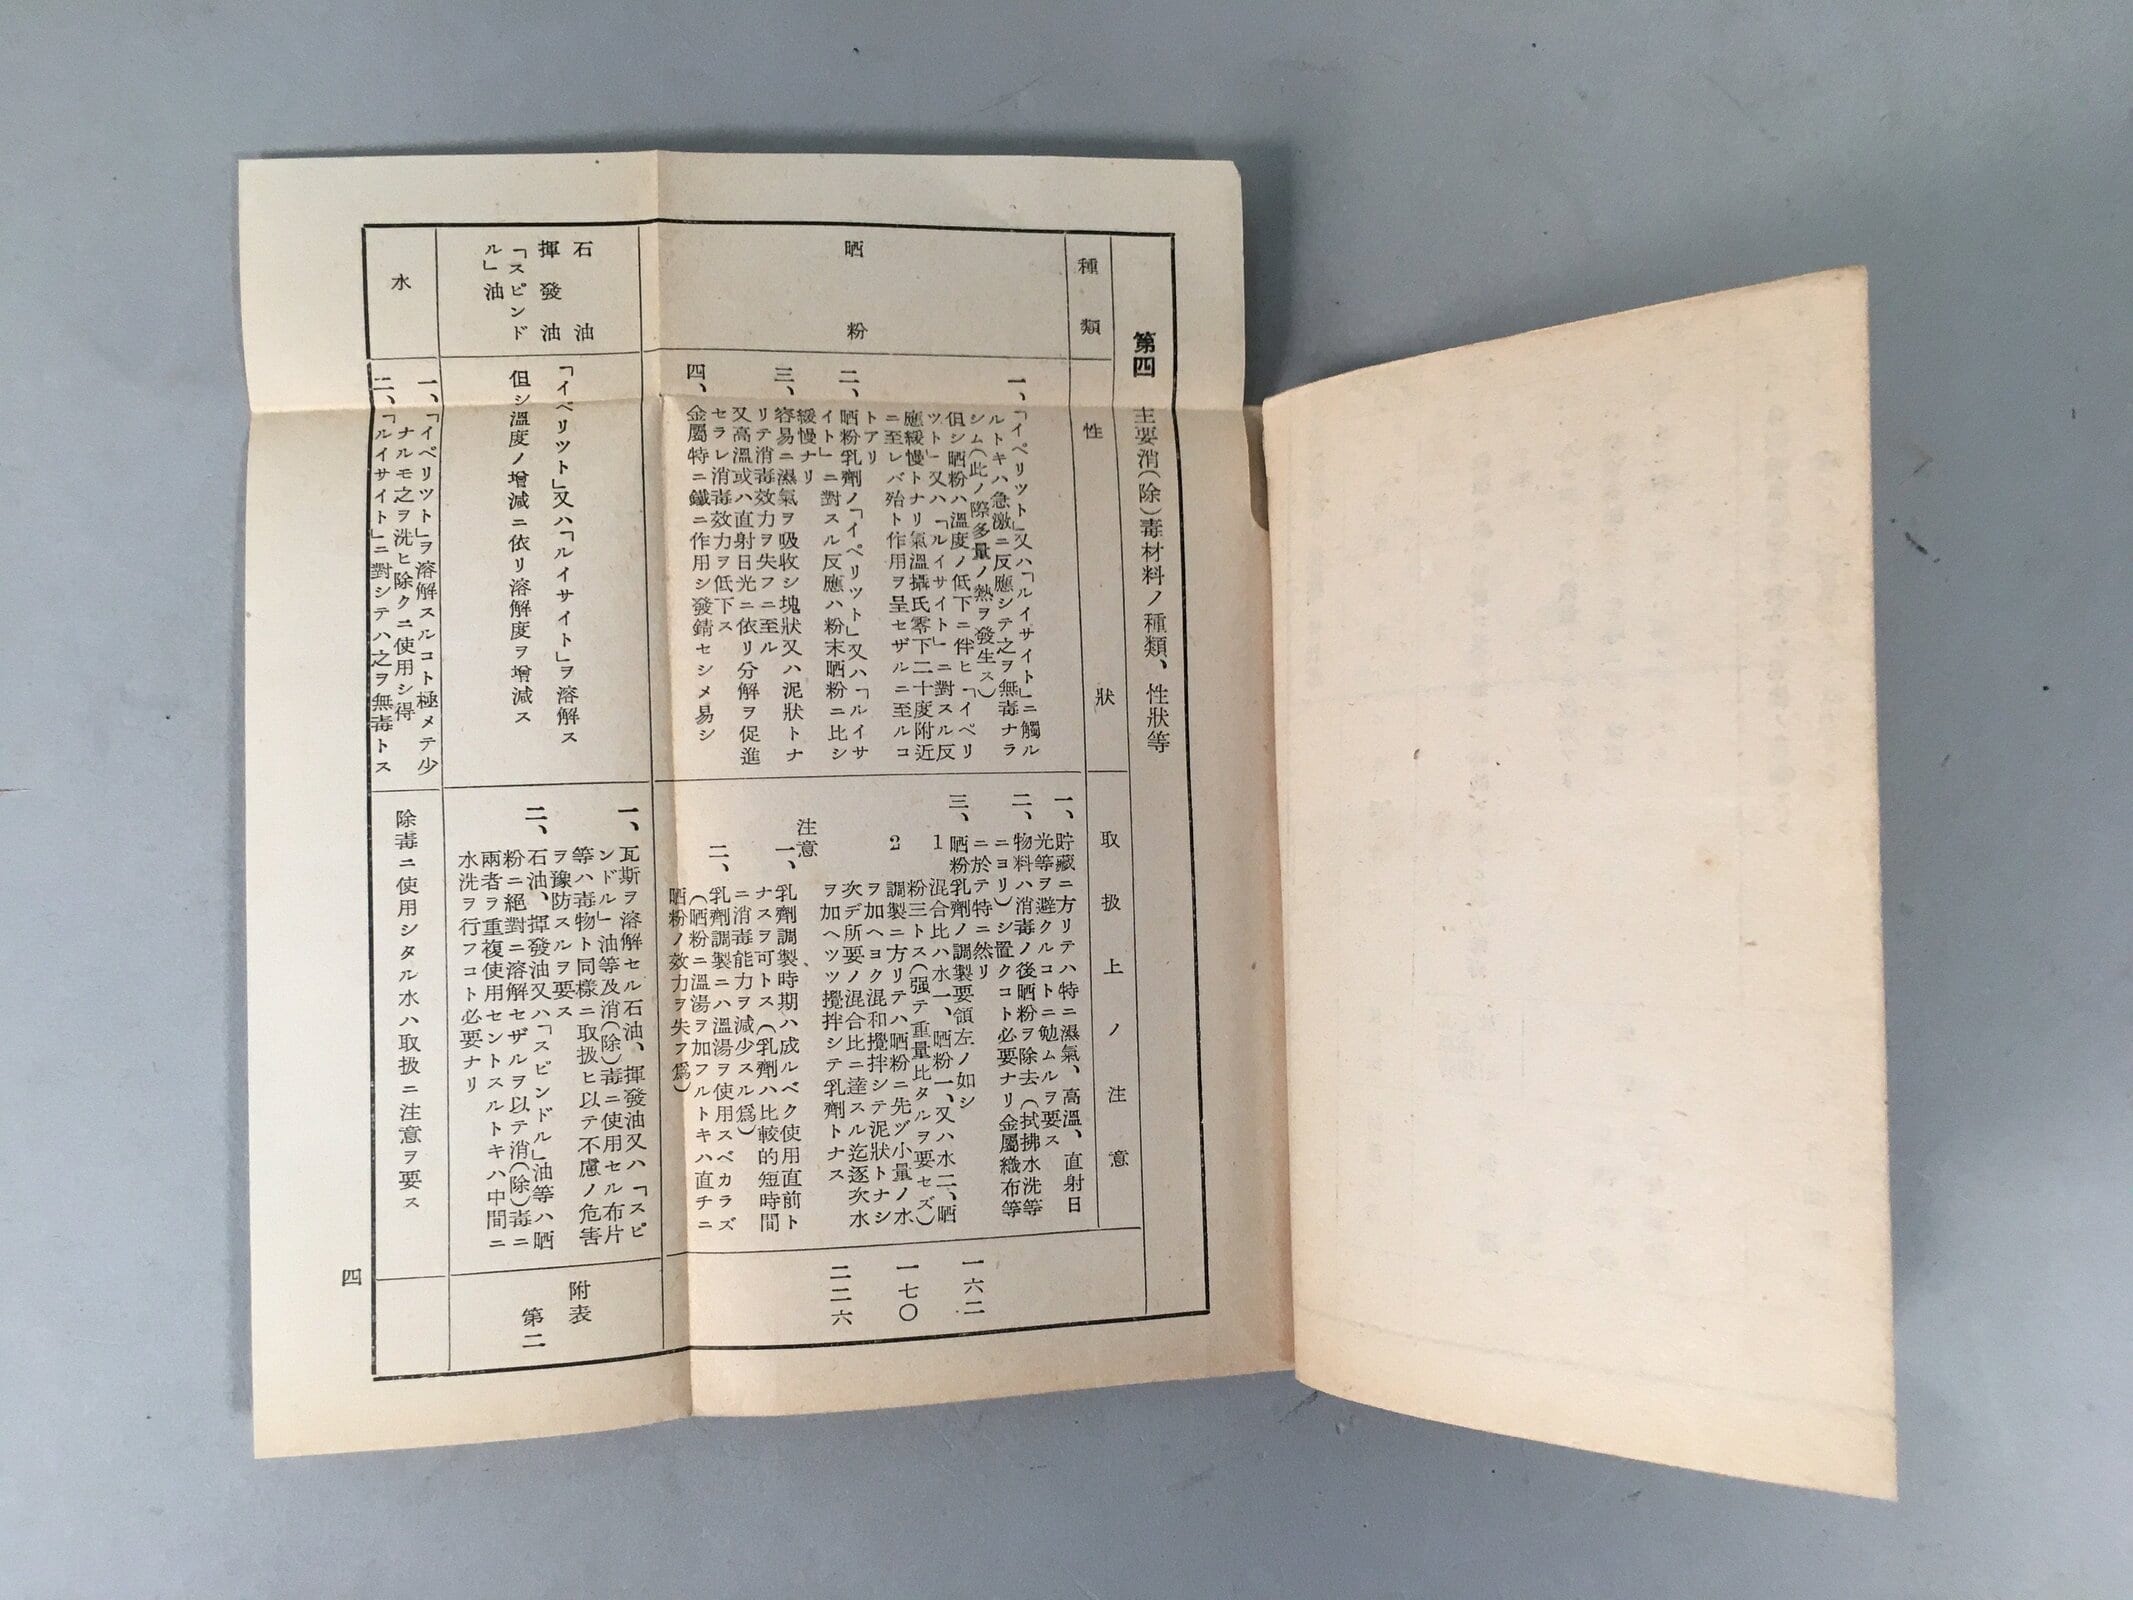 第四 主要消(除)毒材料ノ種類、性狀等
種類
性狀
取扱上ノ注意
晒粉
一、「イペリツト」又ハ「ルイサイト」ニ觸ル
ルトキハ急激ニ反應シテ之ヲ無毒ナラ
シム(此ノ際多量ノ熱ヲ發生ス)
但シ晒粉ハ溫度ノ低下ニ伴ヒ「イペリ
ツト」又ハ「ルイサイト」ニ對スル反
應緩慢トナリ氣溫攝氏零下二十度附近
ニ至レバ殆ト作用ヲ呈セザルニ至ルコ
トアリ
二、晒粉乳劑ノ「イペリツト」又ハ「ルイサ
イト」ニ對スル反應ハ粉末晒粉ニ比シ
緩慢ナリ
三、容易ニ濕氣ヲ吸收シ塊狀又ハ泥狀トナ
リテ消毒效力ヲ失フニ至ル
又高溫或ハ直射日光ニ依リ分解ヲ促進
セラレ消毒效力ヲ低下ス
四、金屬特ニ鐵ニ作用シ發錆セシメ易シ
一、貯藏ニ方リテハ特ニ濕氣、高溫、直射日
光等ヲ避クルコトニ勉ムルヲ要ス
二、物料ハ消毒ノ後晒粉ヲ除去(拭拂水洗等
ニヨリ)シ置クコト必要ナリ金屬織布等
ニ於テ特ニ然リ
三、晒粉乳劑ノ調製要領左ノ如シ
1 混合比ハ水一、晒粉一、又ハ水二、晒
粉三トス(强テ重量比タルヲ要セズ)
2 調製ニ方リテハ晒粉ニ先ヅ小量ノ水
ヲ加ヘヨク混和攪拌シテ泥狀トナシ
次デ所要ノ混合比ニ達スル迄逐次水
ヲ加ヘツツ攪拌シテ乳劑トナス
注意
一、乳劑調製時期ハ成ルベク使用直前ト
ナスヲ可トス(乳劑ハ比較的短時間
ニ消毒能力ヲ減少スル爲)
二、乳劑調製ニハ溫湯ヲ使用スベカラズ
(晒粉ニ溫湯ヲ加フルトキハ直チニ
晒粉ノ效力ヲ失フ爲)
一六二
一七〇
二二六
石油
揮發油
「スピンド
ル」油
「イペリツト」又ハ「ルイサイト」ヲ溶解ス
但シ溫度ノ增減ニ依リ溶解度ヲ增減ス
一、瓦斯ヲ溶解セル石油、揮發油又ハ「スピ
ンドル」油等及消(除)毒ニ使用セル布片
等ハ毒物ト同樣ニ取扱ヒ以テ不慮ノ危害
ヲ豫防スルヲ要ス
二、石油、揮發油又ハ「スピンドル」油等ハ晒
粉ニ絕對ニ溶解セザルヲ以テ消(除)毒ニ
兩者ヲ重複使用セントスルトキハ中間ニ
水洗ヲ行フコト必要ナリ
附表
第二
水
一、「イペリツト」ヲ溶解スルコト極メテ少
ナルモ之ヲ洗ヒ除クニ使用シ得
二、「ルイサイト」ニ對シテハ之ヲ無毒トス
除毒ニ使用シタル水ハ取扱ニ注意ヲ要ス
四